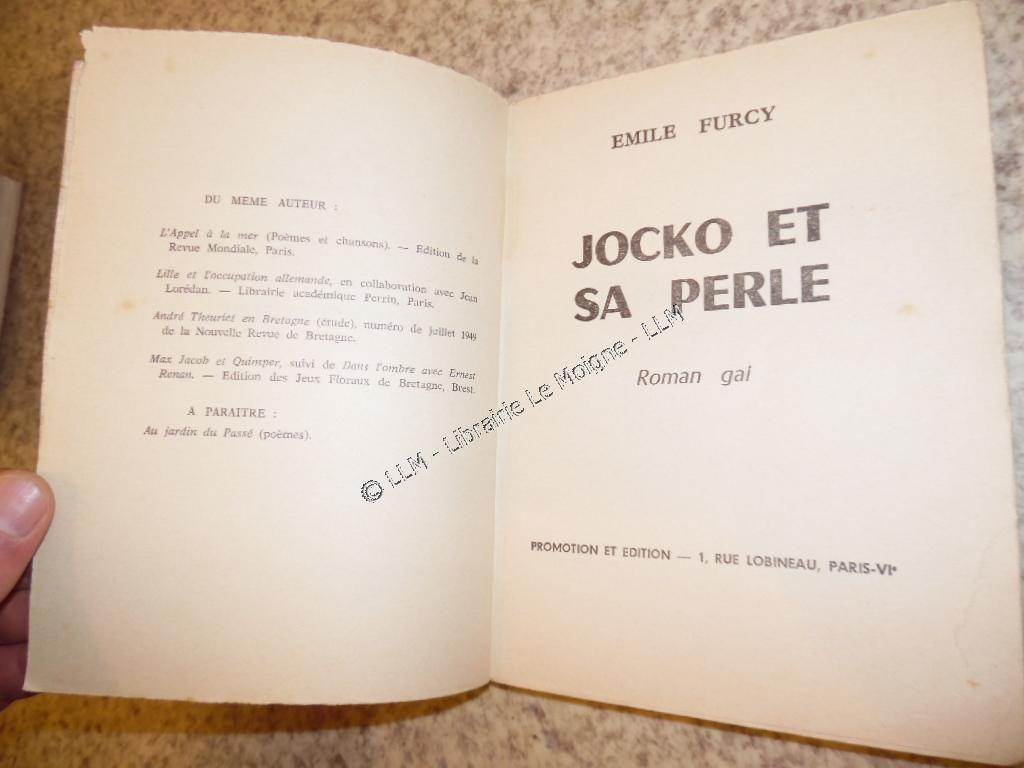 DU MEME AUTEUR :
L'Appel à la mer (Poèmes et chansons). — Edition de la
Revue Mondiale, Paris.
Lille et l'occupation allemande, en collaboration avec Jean
Lorédan. — Librairie académique Perrin, Paris.
André Theuriet en Bretagne (étude), numéro de juillet 1949
de la Nouvelle Revue de Bretagne.
Max Jacob et Quimper, suivi de Dans l'ombre avec Ernest
Renan. — Edition des Jeux Floraux de Bretagne, Brest.
A PARAITRE :
Au jardin du Passé (poèmes).
EMILE FURCY
JOCKO ET
SA PERLE
Roman gai
PROMOTION ET EDITION — 1, RUE LOBINEAU, PARIS-VIe
© LLM - Librairie Le Moigne - LLM